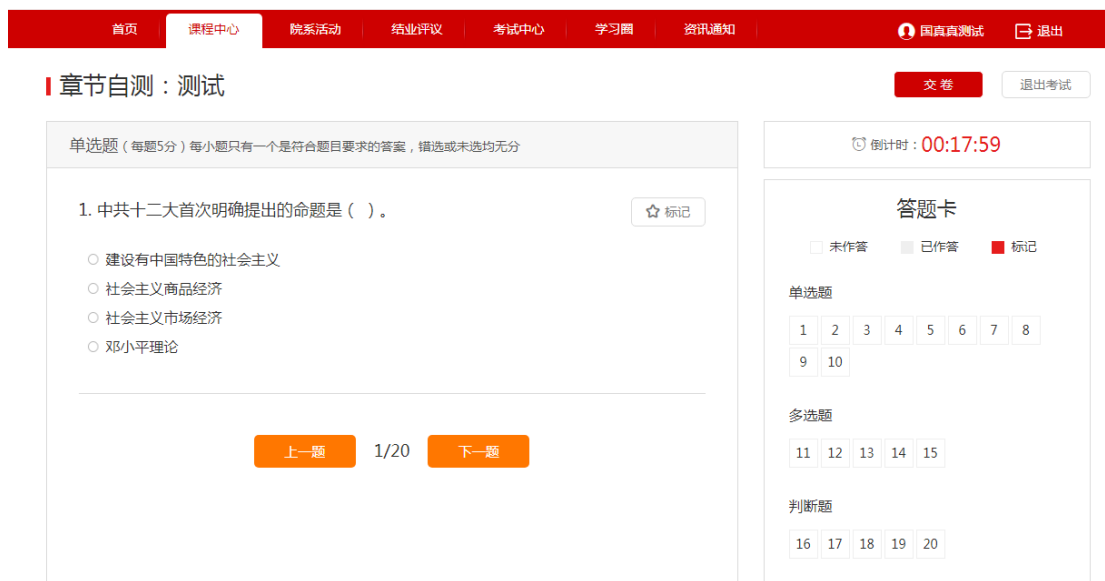 首页 课程中心 院系活动 结业评议 考试中心 学习圈 资讯通知 国真真测试 退出
章节自测：测试
交卷 退出考试
单选题（每题5分）每小题只有一个是符合题目要求的答案，错选或未选均无分
1. 中共十二大首次明确提出的命题是（ ）。
标记
建设有中国特色的社会主义
社会主义商品经济
社会主义市场经济
邓小平理论
上一题 1/20 下一题
倒计时：00:17:59
答题卡
未作答 已作答 标记
单选题
1 2 3 4 5 6 7 8
9 10
多选题
11 12 13 14 15
判断题
16 17 18 19 20